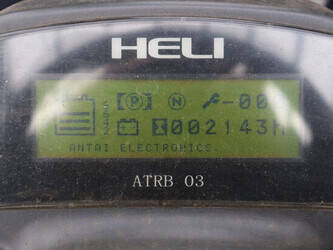 HELI
(P) N -00
002143H
ANTAI ELECTRONICS.
ATRB 03